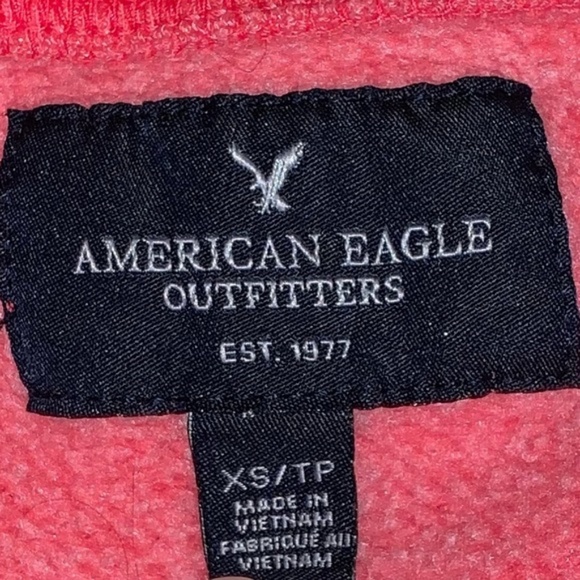 AMERICAN EAGLE
OUTFITTERS
EST. 1977
XS/TP
MADE IN
VIETNAM
FABRIQUÉ AU
VIETNAM